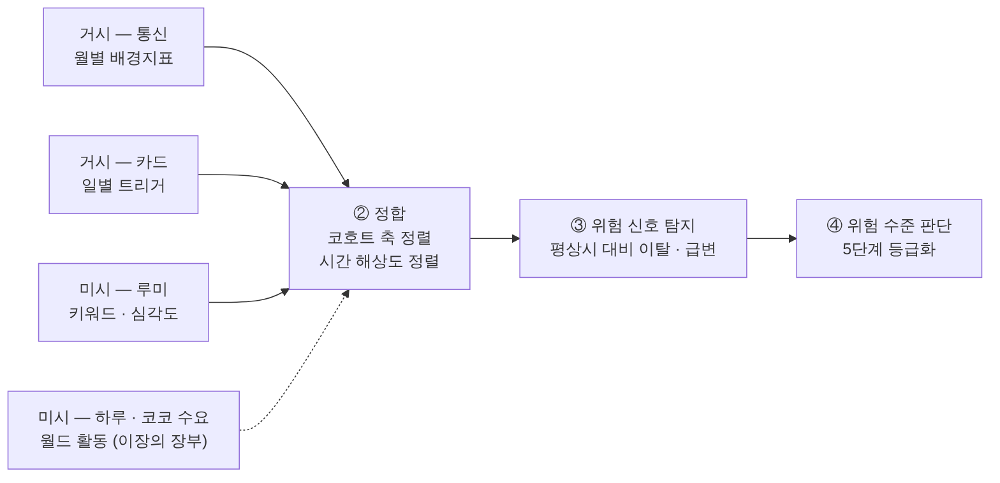 거시 — 통신
월별 배경지표
거시 — 카드
일별 트리거
미시 — 루미
키워드 · 심각도
미시 — 하루 · 코코 수요
월드 활동 (이장의 장부)
② 정합
코호트 축 정렬
시간 해상도 정렬
③ 위험 신호 탐지
평상시 대비 이탈 · 급변
④ 위험 수준 판단
5단계 등급화